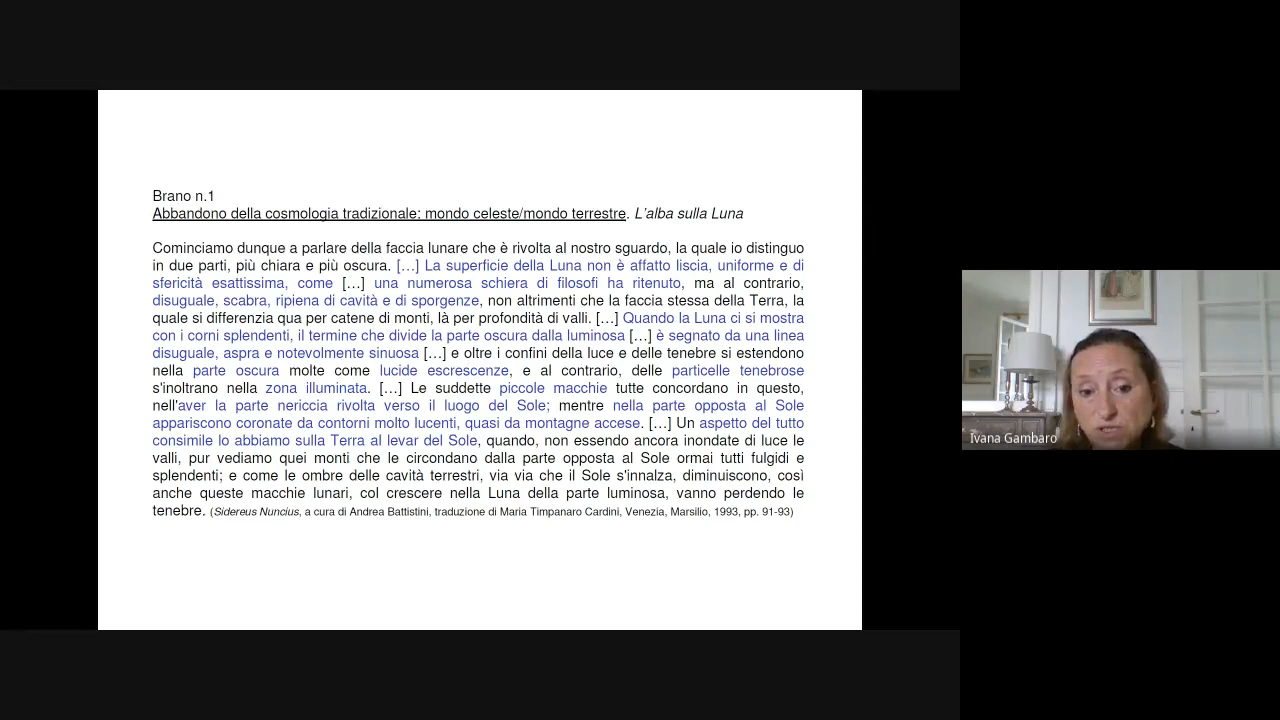 Brano n.1
Abbandono della cosmologia tradizionale: mondo celeste/mondo terrestre. L'alba sulla Luna
Cominciamo dunque a parlare della faccia lunare che è rivolta al nostro sguardo, la quale io distinguo
in due parti, più chiara e più oscura. […] La superficie della Luna non è affatto liscia, uniforme e di
sfericità esattissima, come […] una numerosa schiera di filosofi ha ritenuto, ma al contrario,
disuguale, scabra, ripiena di cavità e di sporgenze, non altrimenti che la faccia stessa della Terra, la
quale si differenzia qua per catene di monti, là per profondità di valli. […] Quando la Luna ci si mostra
con i corni splendenti, il termine che divide la parte oscura dalla luminosa […] è segnato da una linea
disuguale, aspra e notevolmente sinuosa […] e oltre i confini della luce e delle tenebre si estendono
nella parte oscura molte come lucide escrescenze, e al contrario, delle particelle tenebrose
s'inoltrano nella zona illuminata. […] Le suddette piccole macchie tutte concordano in questo,
nell'aver la parte nericcia rivolta verso il luogo del Sole; mentre nella parte opposta al Sole
appariscono coronate da contorni molto lucenti, quasi da montagne accese. […] Un aspetto del tutto
consimile lo abbiamo sulla Terra al levar del Sole, quando, non essendo ancora inondate di luce le
valli, pur vediamo quei monti che le circondano dalla parte opposta al Sole ormai tutti fulgidi e
splendenti; e come le ombre delle cavità terrestri, via via che il Sole s'innalza, diminuiscono, così
anche queste macchie lunari, col crescere nella Luna della parte luminosa, vanno perdendo le
tenebre. (Sidereus Nuncius, a cura di Andrea Battistini, traduzione di Maria Timpanaro Cardini, Venezia, Marsilio, 1993, pp. 91-93)
Ivana Gambaro